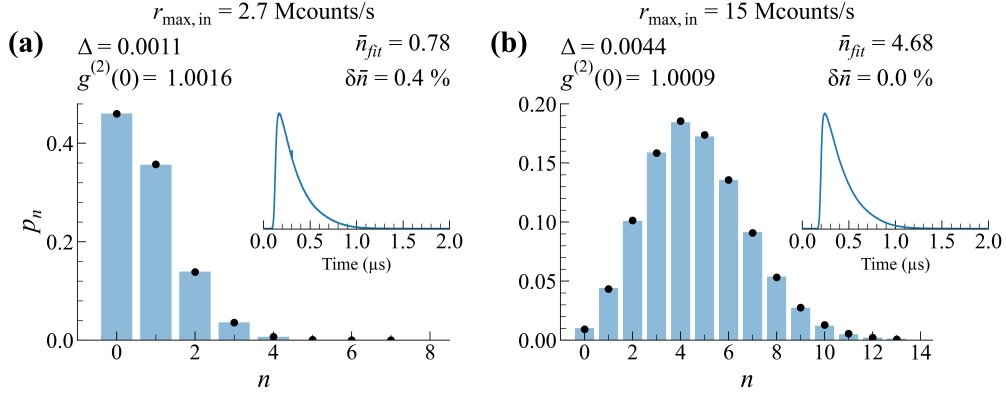 r_max, in = 2.7 Mcounts/s
(a)
Δ = 0.0011
n̄_fit = 0.78
g^(2)(0) = 1.0016
δn̄ = 0.4 %
p_n
0.4
0.2
0.0
0 2 4 6 8
n
0.0 0.5 1.0 1.5 2.0
Time (µs)
r_max, in = 15 Mcounts/s
(b)
Δ = 0.0044
n̄_fit = 4.68
g^(2)(0) = 1.0009
δn̄ = 0.0 %
0.20
0.15
0.10
0.05
0.00
0 2 4 6 8 10 12 14
n
0.0 0.5 1.0 1.5 2.0
Time (µs)